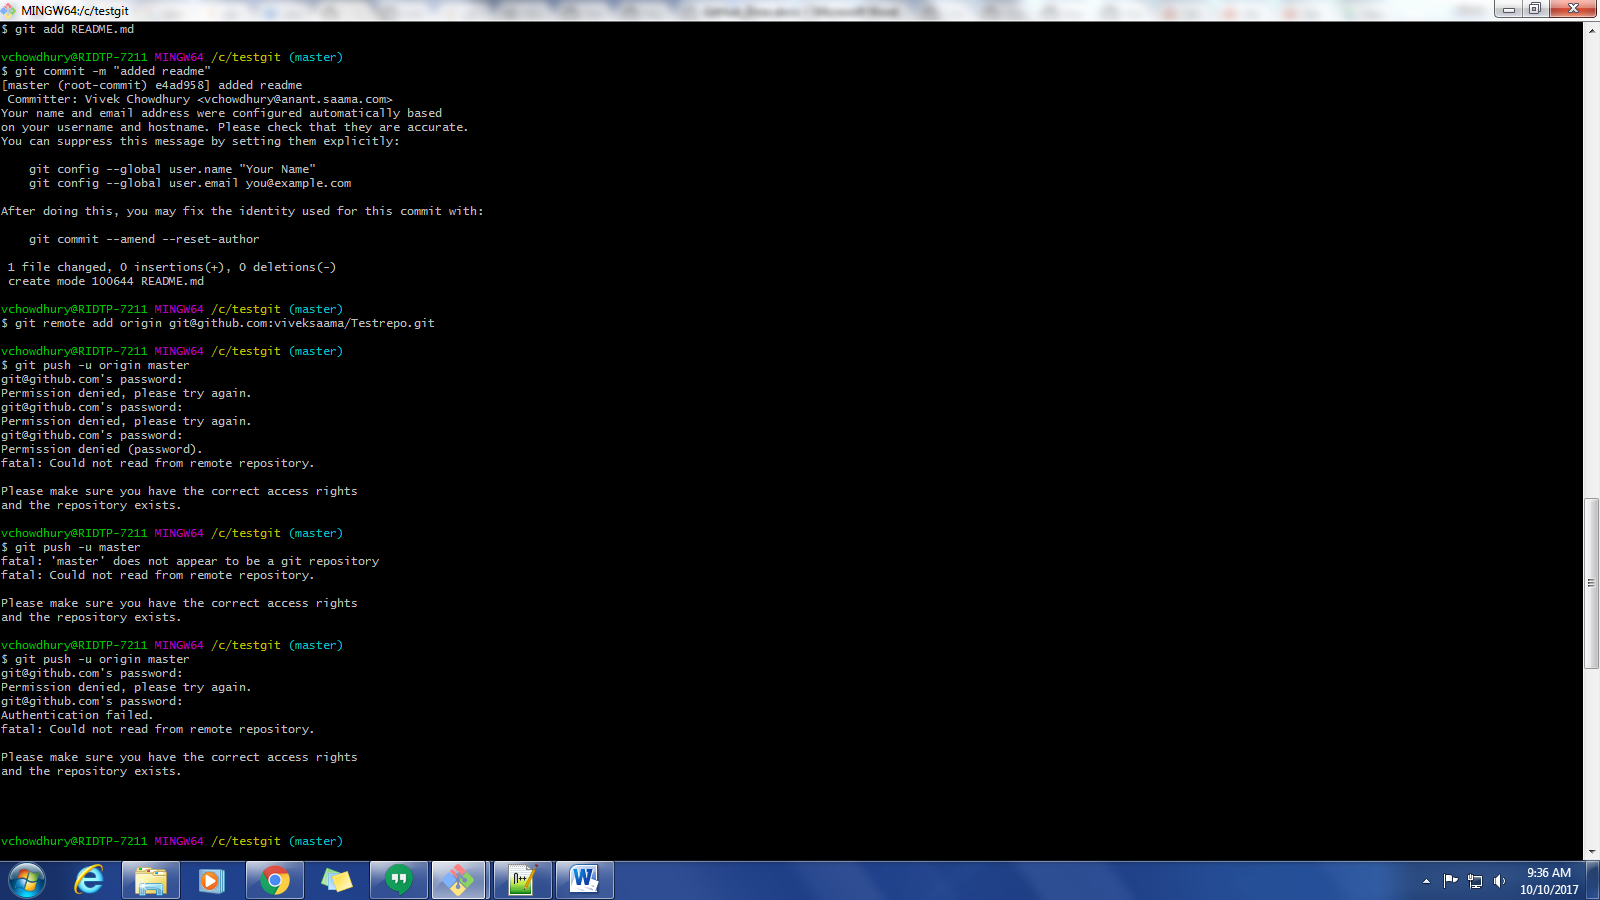 MINGW64:/c/testgit
$ git add README.md
vchowdhury@RIDTP-7211 MINGW64 /c/testgit (master)
$ git commit -m "added readme"
[master (root-commit) e4ad958] added readme
Committer: Vivek Chowdhury <vchowdhury@anant.saama.com>
Your name and email address were configured automatically based
on your username and hostname. Please check that they are accurate.
You can suppress this message by setting them explicitly:
git config --global user.name "Your Name"
git config --global user.email you@example.com
After doing this, you may fix the identity used for this commit with:
git commit --amend --reset-author
1 file changed, 0 insertions(+), 0 deletions(-)
create mode 100644 README.md
vchowdhury@RIDTP-7211 MINGW64 /c/testgit (master)
$ git remote add origin git@github.com:viveksaama/Testrepo.git
vchowdhury@RIDTP-7211 MINGW64 /c/testgit (master)
$ git push -u origin master
git@github.com's password:
Permission denied, please try again.
git@github.com's password:
Permission denied, please try again.
git@github.com's password:
Permission denied (password).
fatal: Could not read from remote repository.
Please make sure you have the correct access rights
and the repository exists.
vchowdhury@RIDTP-7211 MINGW64 /c/testgit (master)
$ git push -u master
fatal: 'master' does not appear to be a git repository
fatal: Could not read from remote repository.
Please make sure you have the correct access rights
and the repository exists.
vchowdhury@RIDTP-7211 MINGW64 /c/testgit (master)
$ git push -u origin master
git@github.com's password:
Permission denied, please try again.
git@github.com's password:
Authentication failed.
fatal: Could not read from remote repository.
Please make sure you have the correct access rights
and the repository exists.
vchowdhury@RIDTP-7211 MINGW64 /c/testgit (master)
9:36 AM
10/10/2017